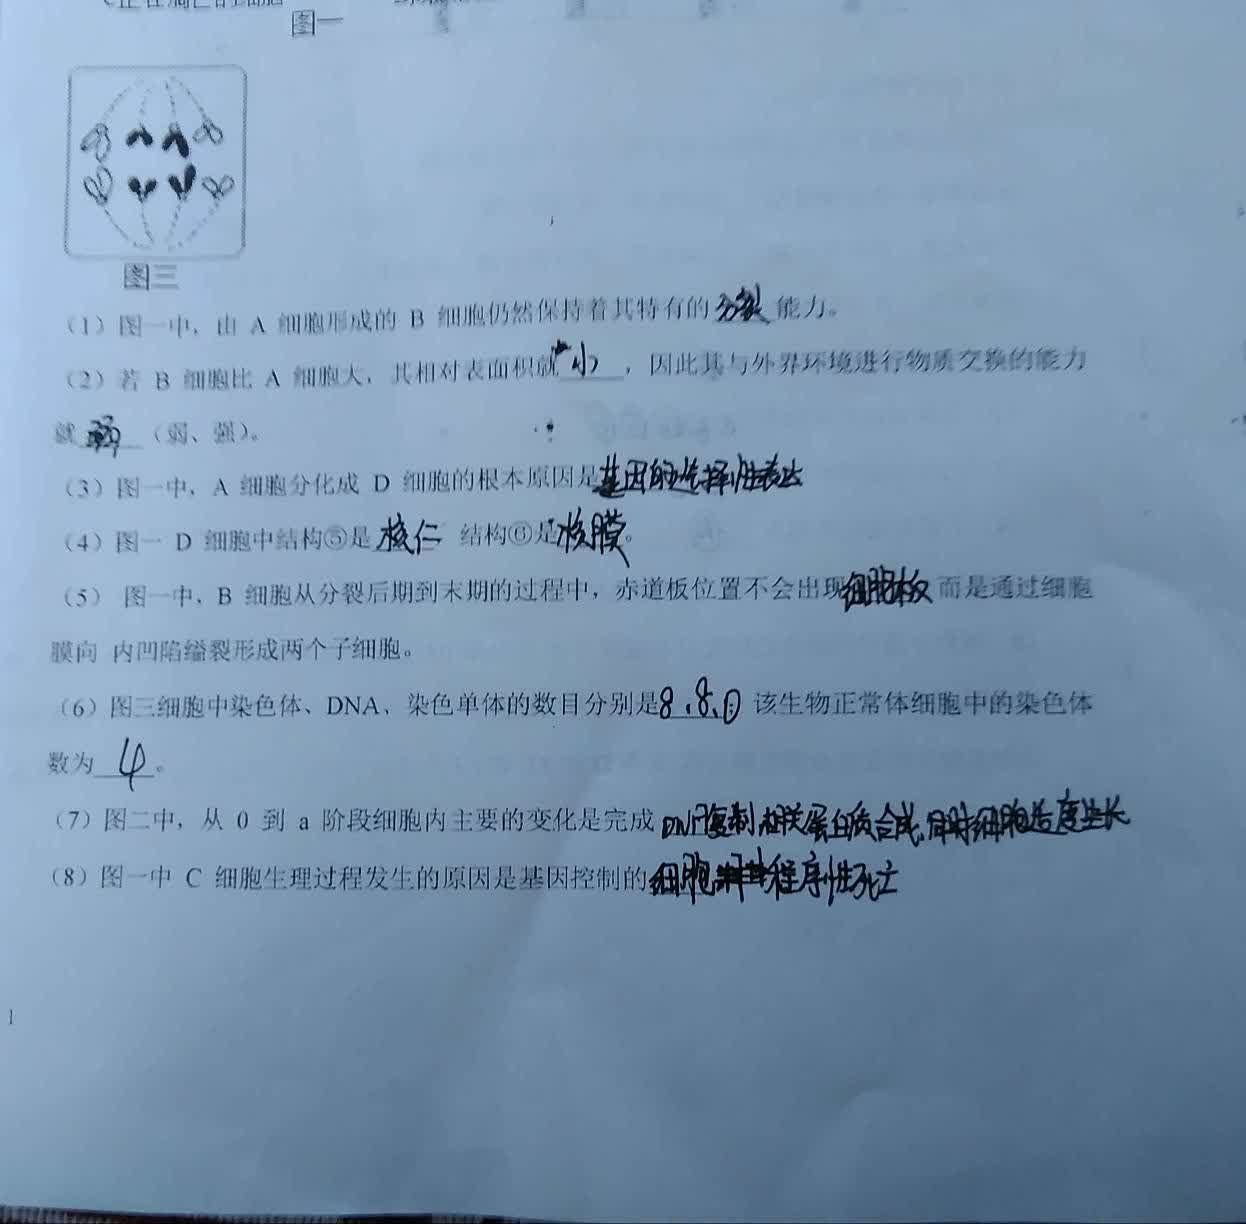 图一
图三
(1) 图一中，由 A 细胞形成的 B 细胞仍然保持着其特有的分裂能力。
(2) 若 B 细胞比 A 细胞大，其相对表面积就小，因此其与外界环境进行物质交换的能力
就弱（弱、强）。
(3) 图一中，A 细胞分化成 D 细胞的根本原因是基因的选择性表达
(4) 图一 D 细胞中结构⑤是核仁 结构⑥是核膜。
(5) 图一中，B 细胞从分裂后期到末期的过程中，赤道板位置不会出现细胞板 而是通过细胞
膜向 内凹陷缢裂形成两个子细胞。
(6) 图三细胞中染色体、DNA、染色单体的数目分别是8、8、0 该生物正常体细胞中的染色体
数为 4 。
(7) 图二中，从 0 到 a 阶段细胞内主要的变化是完成 DNA复制 相关蛋白质合成，同时细胞适度生长
(8) 图一中 C 细胞生理过程发生的原因是基因控制的细胞程序性死亡
1